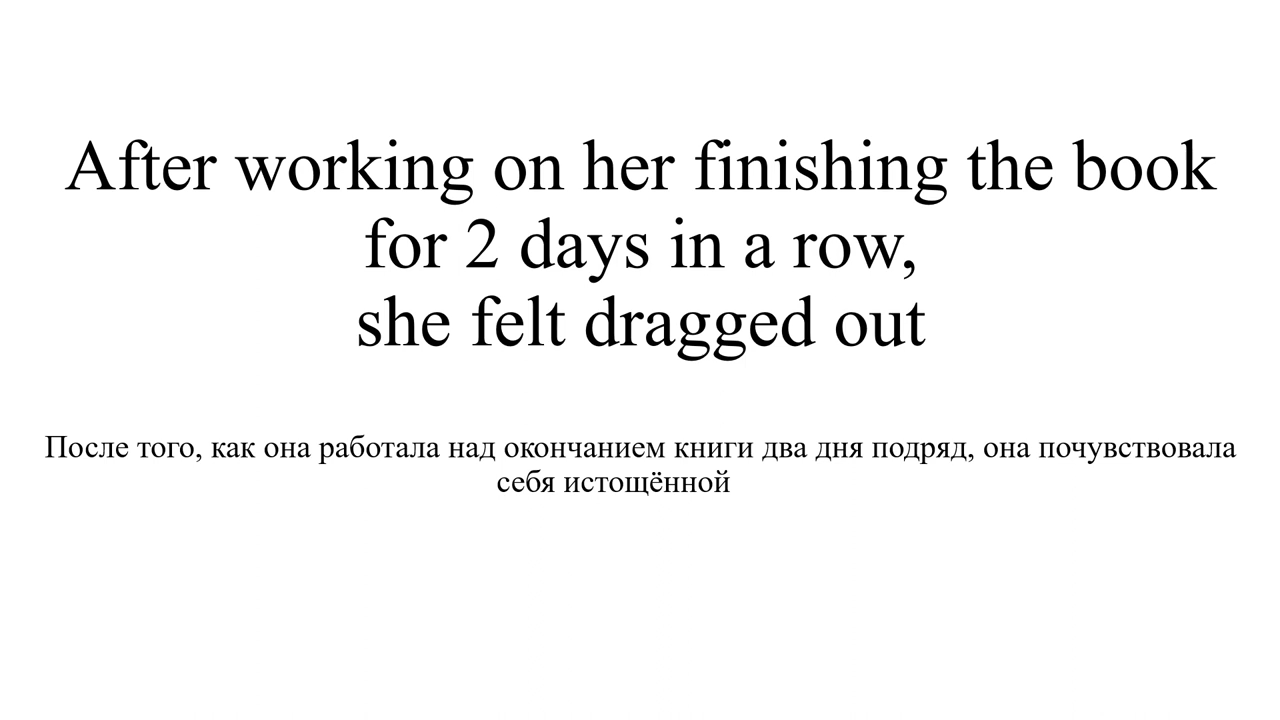 After working on her finishing the book
for 2 days in a row,
she felt dragged out
После того, как она работала над окончанием книги два дня подряд, она почувствовала
себя истощённой